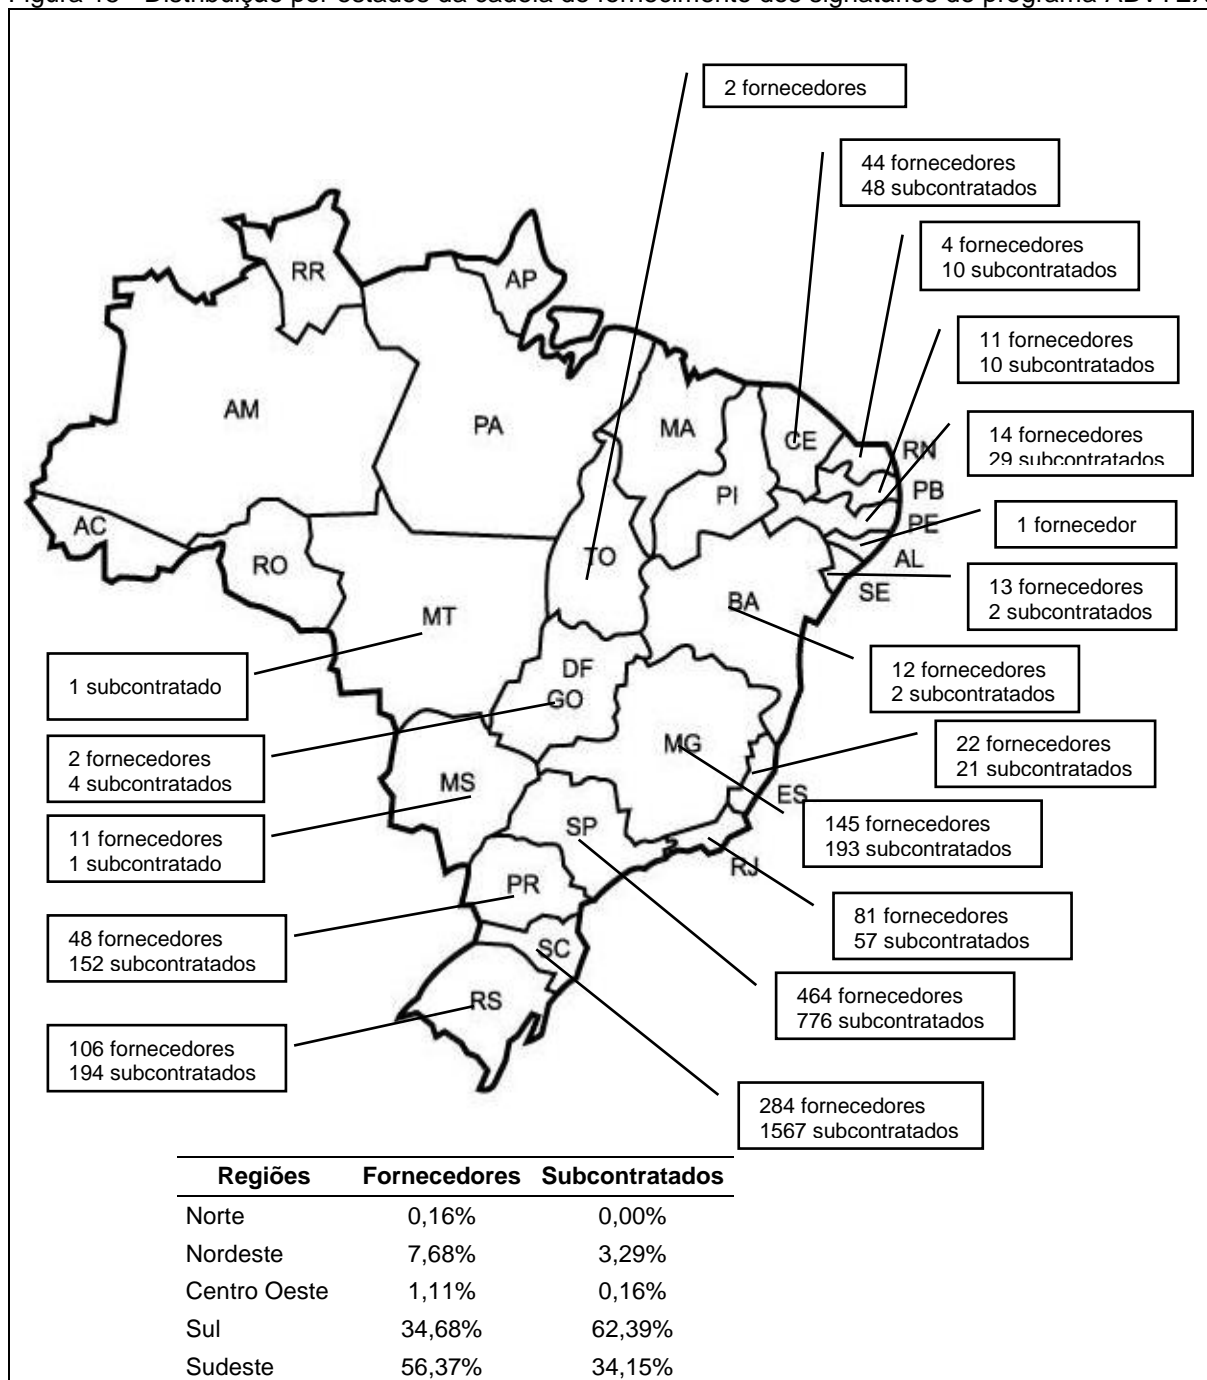 2 fornecedores
44 fornecedores
48 subcontratados
4 fornecedores
10 subcontratados
11 fornecedores
10 subcontratados
14 fornecedores
29 subcontratados
1 fornecedor
13 fornecedores
2 subcontratados
12 fornecedores
2 subcontratados
22 fornecedores
21 subcontratados
145 fornecedores
193 subcontratados
81 fornecedores
57 subcontratados
464 fornecedores
776 subcontratados
284 fornecedores
1567 subcontratados
1 subcontratado
2 fornecedores
4 subcontratados
11 fornecedores
1 subcontratado
48 fornecedores
152 subcontratados
106 fornecedores
194 subcontratados
RR
AP
AM
PA
MA
CE
RN
PB
PI
PE
AL
SE
AC
RO
TO
BA
MT
DF
GO
MG
ES
MS
SP
RJ
PR
SC
RS
Regiões Fornecedores Subcontratados
Norte 0,16% 0,00%
Nordeste 7,68% 3,29%
Centro Oeste 1,11% 0,16%
Sul 34,68% 62,39%
Sudeste 56,37% 34,15%